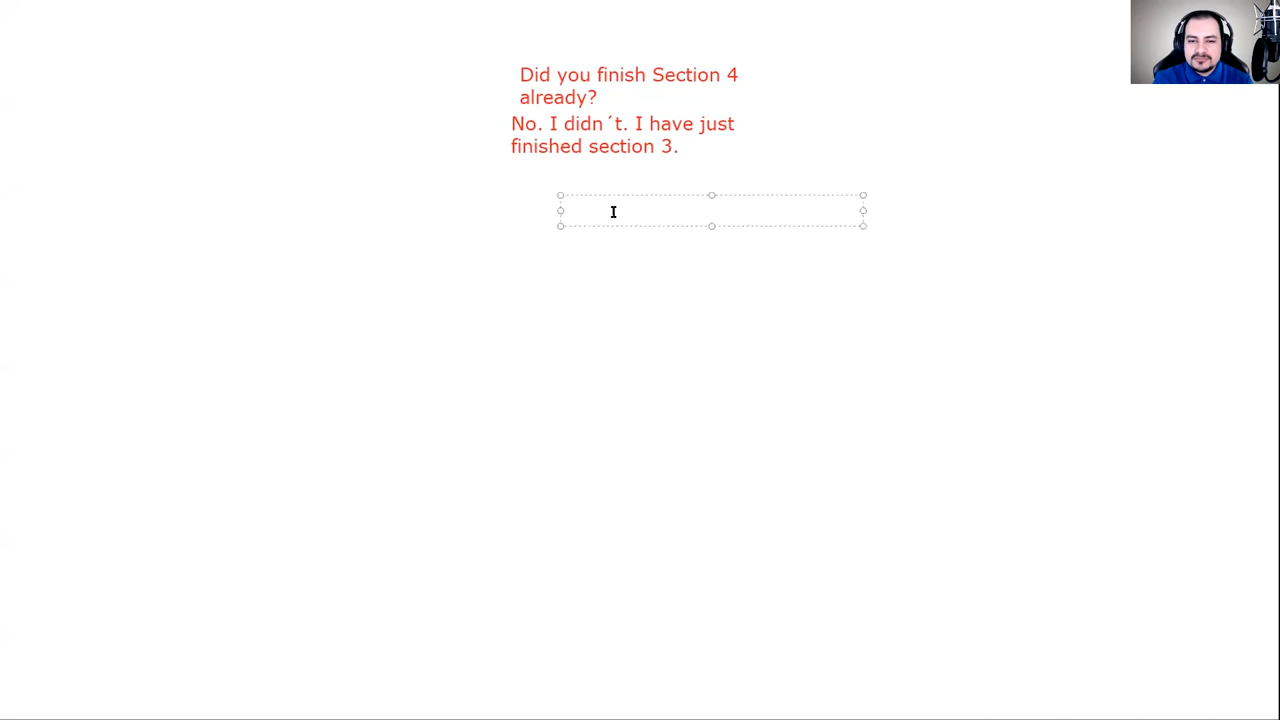 Did you finish Section 4
already?
No. I didn´t. I have just
finished section 3.